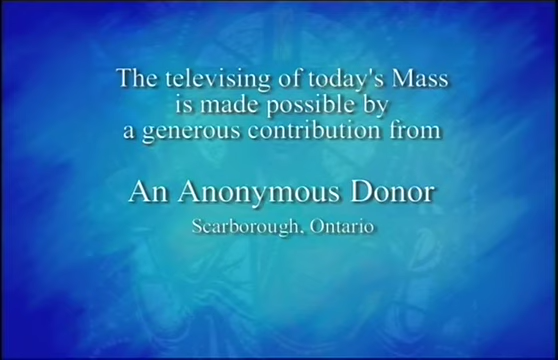 The televising of today's Mass
is made possible by
a generous contribution from
An Anonymous Donor
Scarborough, Ontario